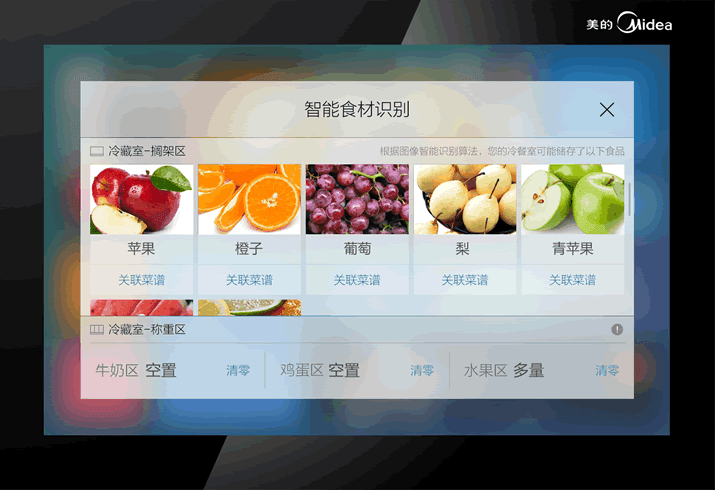 美的 Midea
智能食材识别
冷藏室-搁架区 根据图像智能识别算法，您的冷餐室可能储存了以下食品
苹果 橙子 葡萄 梨 青苹果
关联菜谱 关联菜谱 关联菜谱 关联菜谱 关联菜谱
冷藏室-称重区
牛奶区 空置 清零 鸡蛋区 空置 清零 水果区 多量 清零